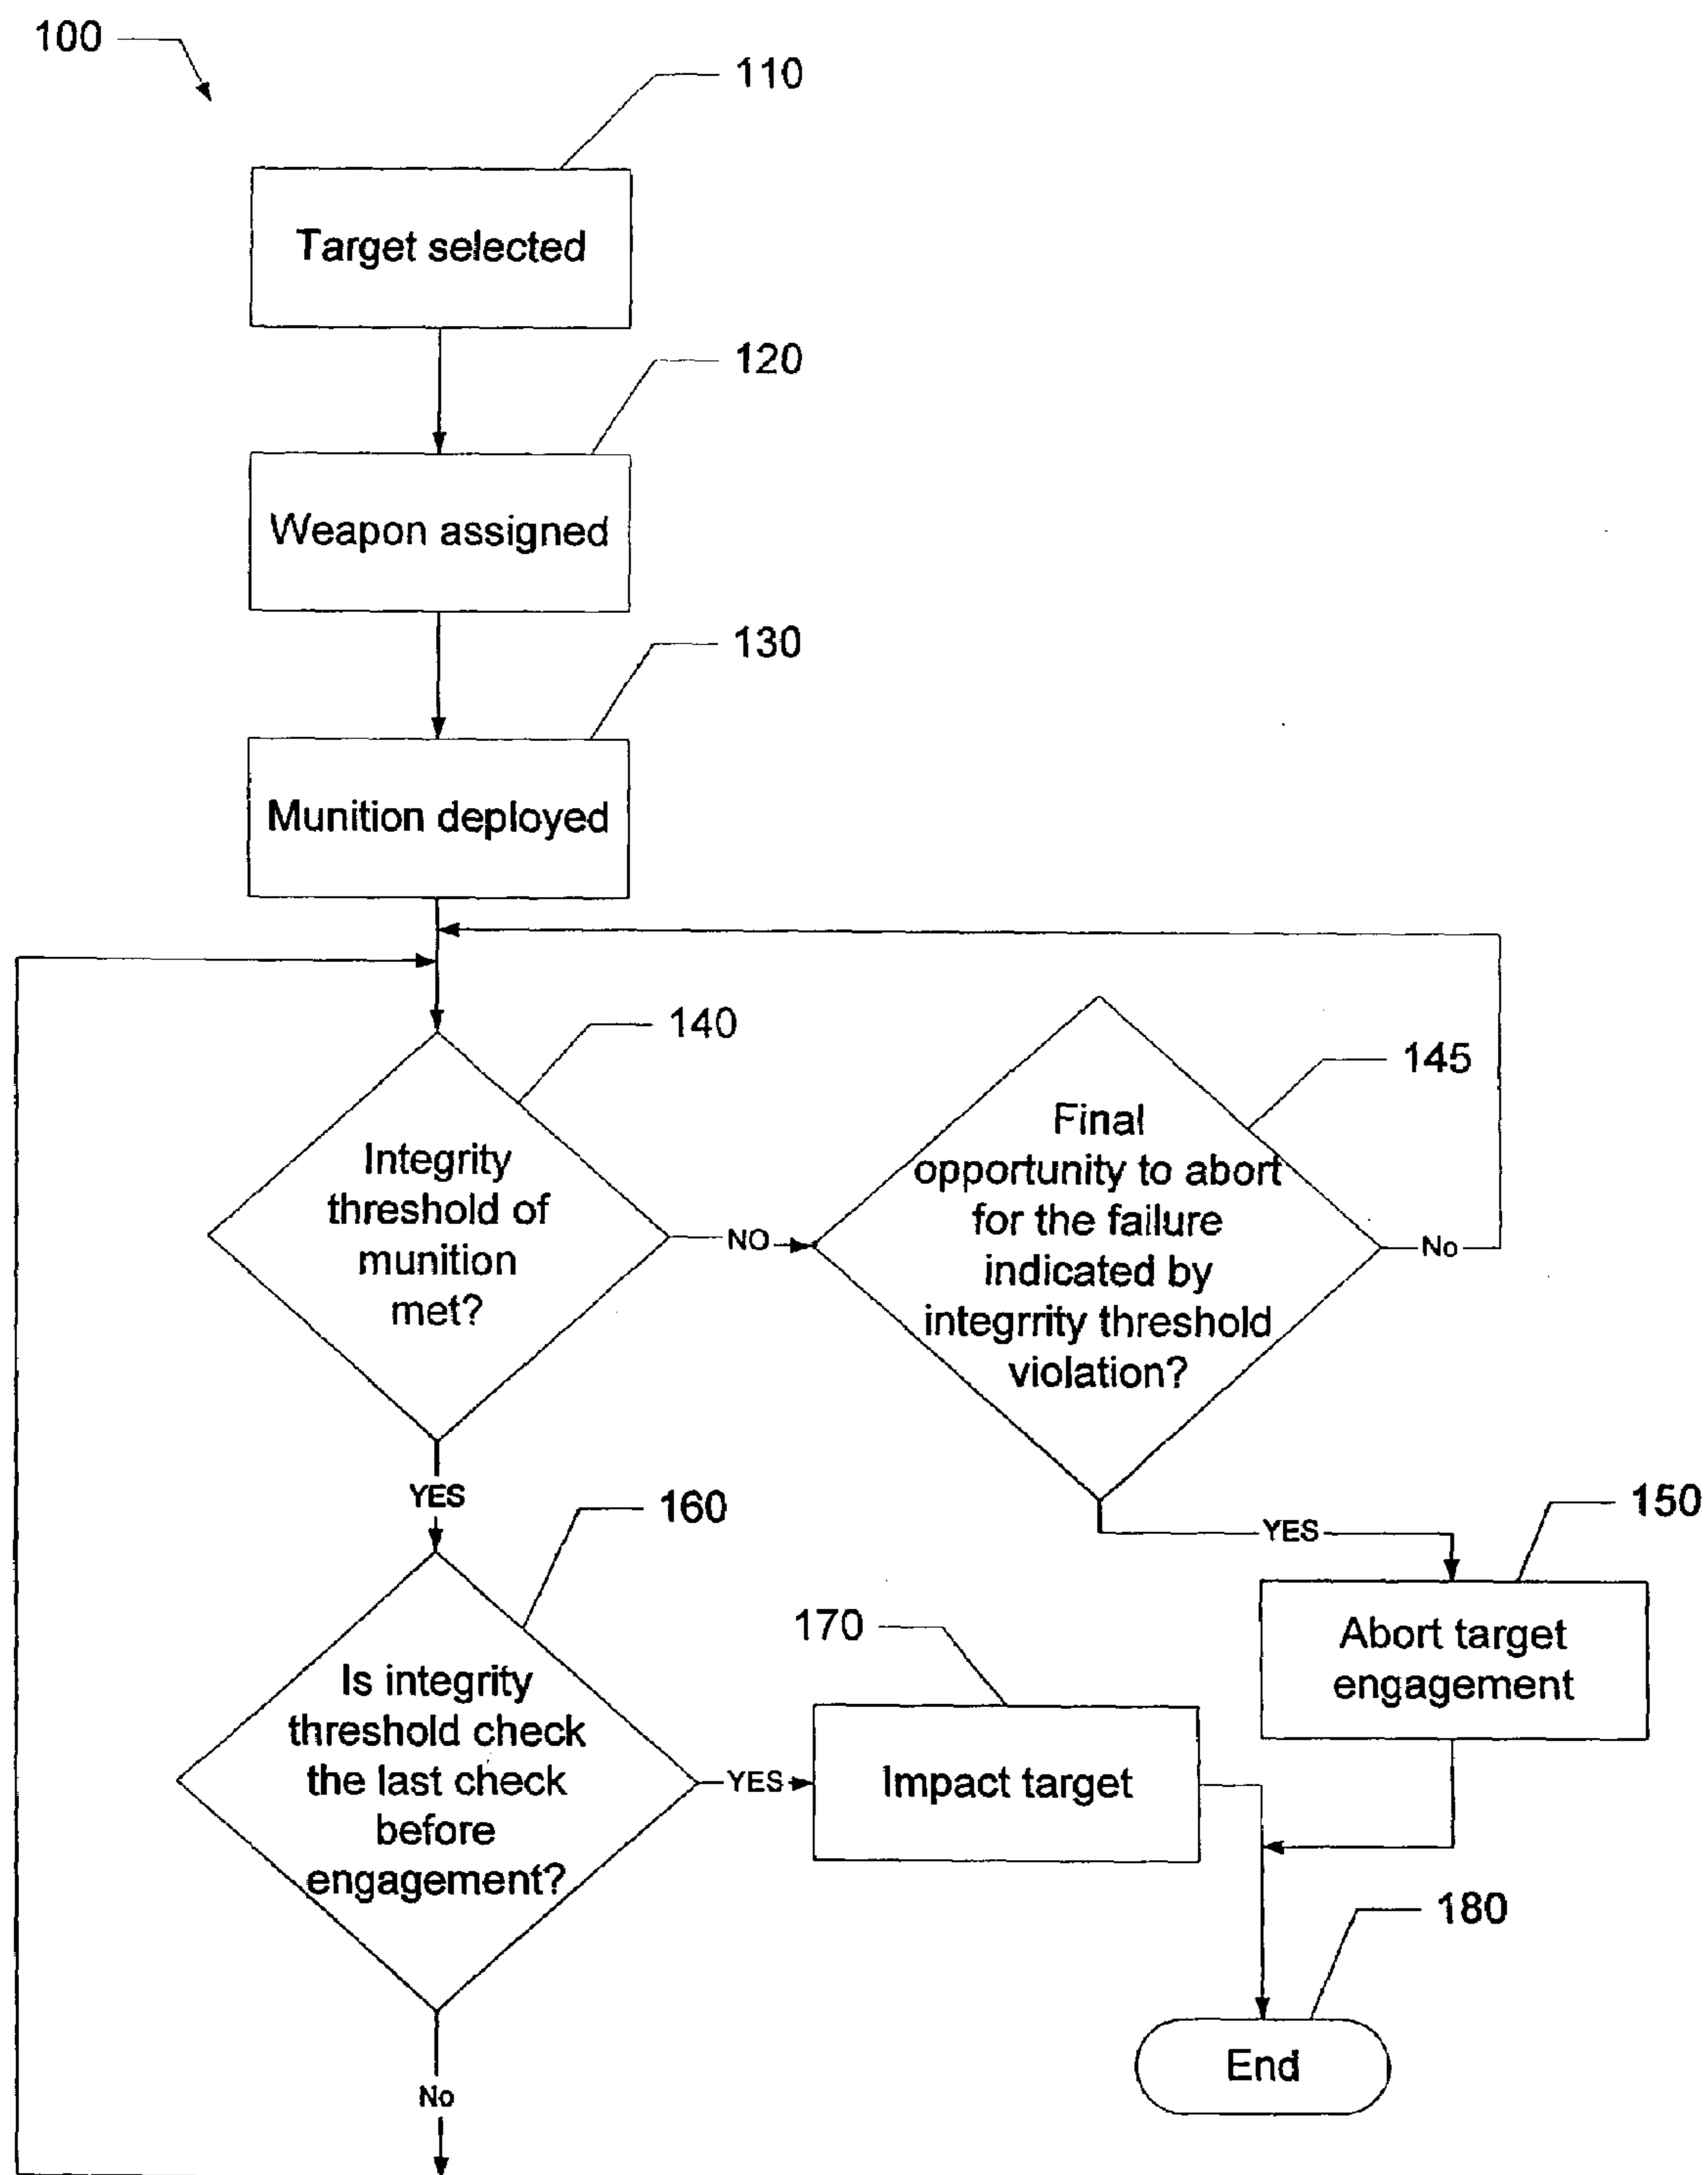 100
110
Target selected
120
Weapon assigned
130
Munition deployed
140
Integrity
threshold of
munition
met?
NO
145
Final
opportunity to abort
for the failure
indicated by
integrrity threshold
violation?
No
YES
YES
150
Abort target
engagement
160
Is integrity
threshold check
the last check
before
engagement?
YES
170
Impact target
No
180
End